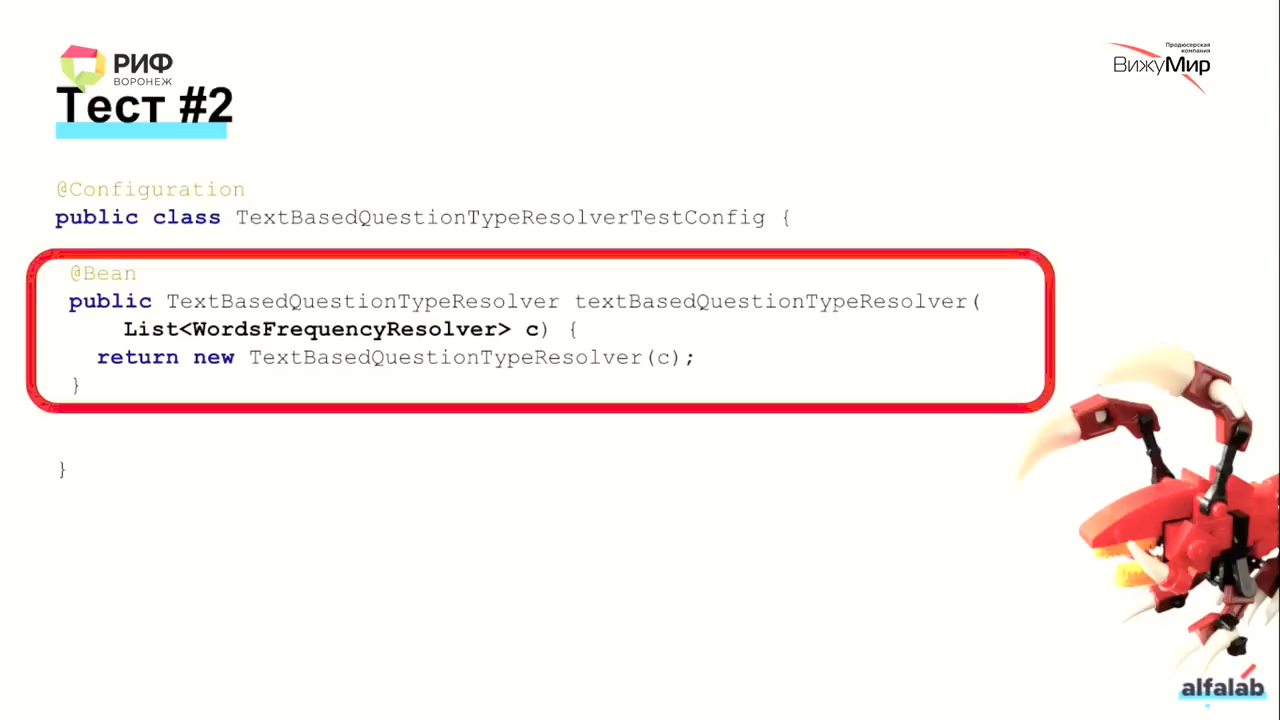 РИФ
ВОРОНЕЖ
Продюсерская
компания
ВижуМир
Тест #2
@Configuration
public class TextBasedQuestionTypeResolverTestConfig {
@Bean
public TextBasedQuestionTypeResolver textBasedQuestionTypeResolver(
List<WordsFrequencyResolver> c) {
return new TextBasedQuestionTypeResolver(c);
}
}
alfalab